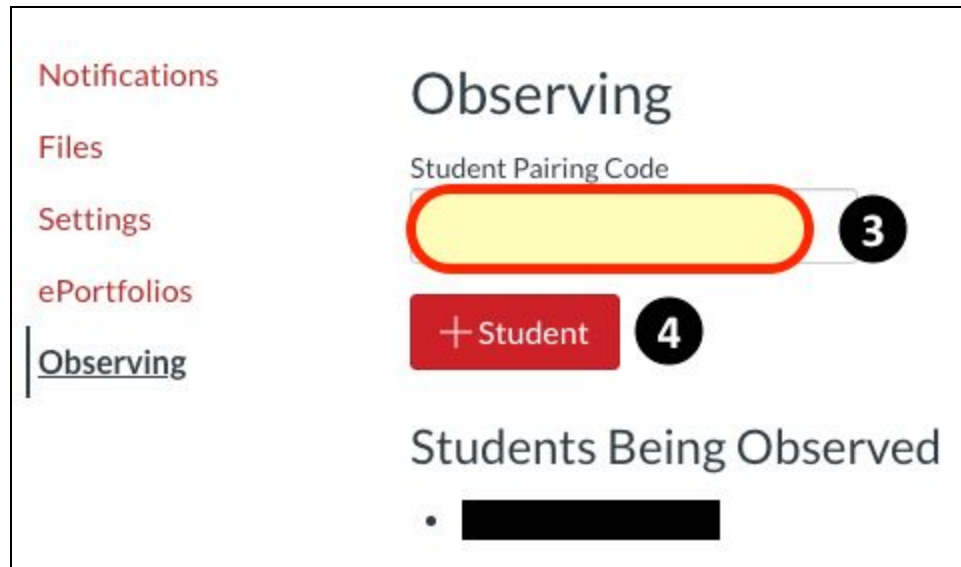 Notifications
Files
Settings
ePortfolios
Observing
Observing
Student Pairing Code
3
+ Student
4
Students Being Observed
•